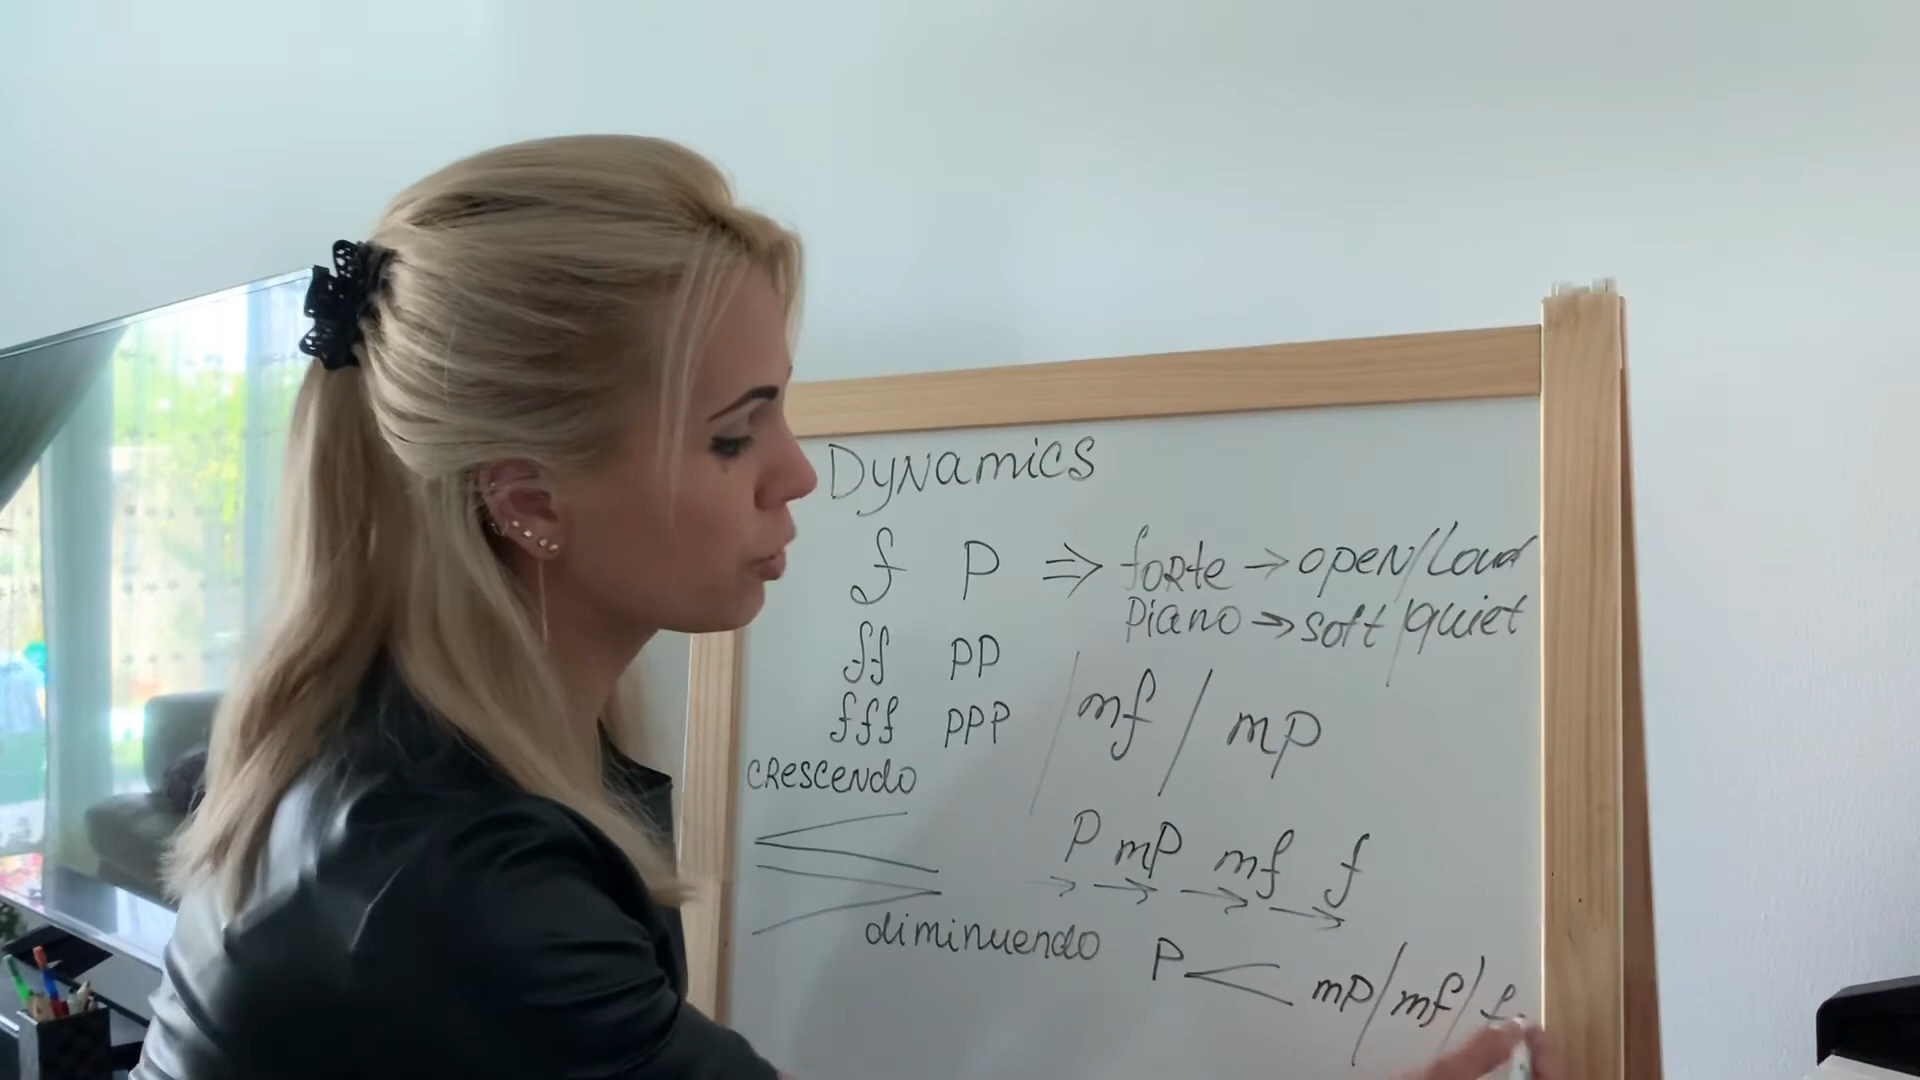 Dynamics
f P ⇒ forte → open/Loud
Piano → soft/quiet
ff pp
fff ppp / mf / mp
crescendo
P mp mf f
→ → → →
diminuendo
P < mp/mf/f